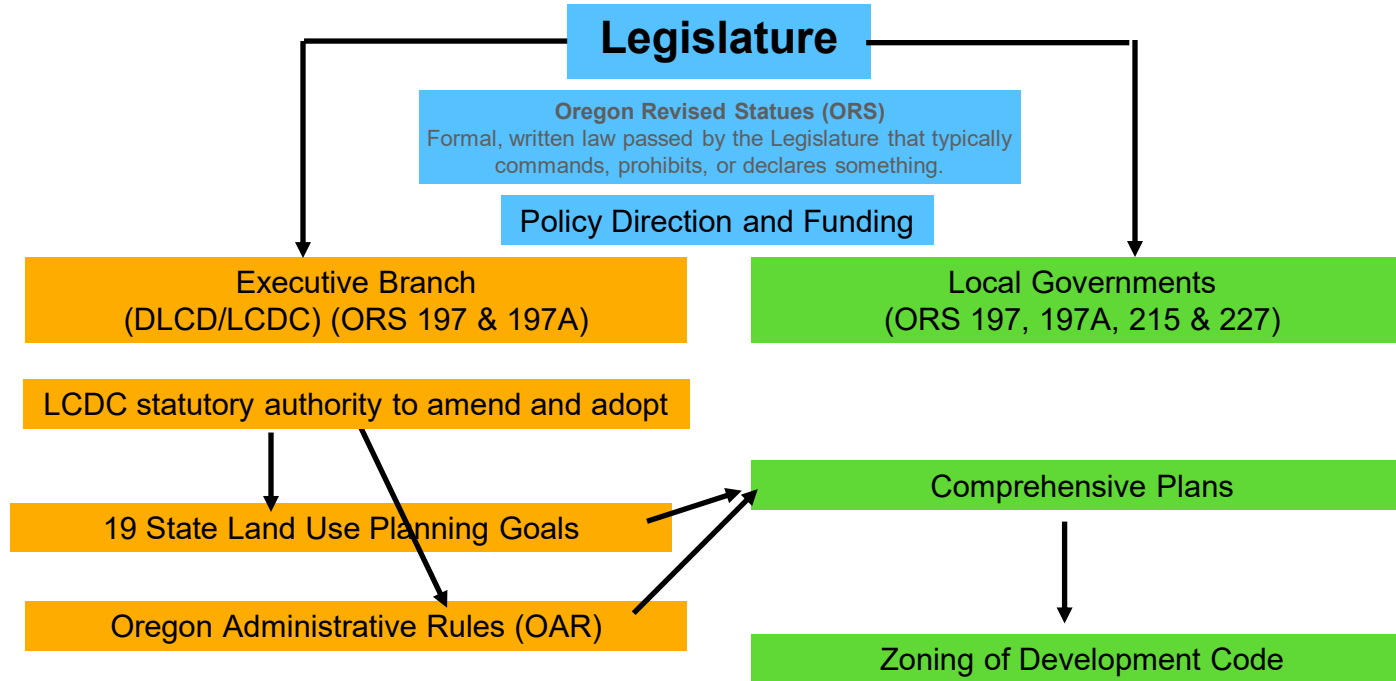 Legislature
Oregon Revised Statues (ORS)
Formal, written law passed by the Legislature that typically
commands, prohibits, or declares something.
Policy Direction and Funding
Executive Branch
(DLCD/LCDC) (ORS 197 & 197A)
Local Governments
(ORS 197, 197A, 215 & 227)
LCDC statutory authority to amend and adopt
19 State Land Use Planning Goals
Oregon Administrative Rules (OAR)
Comprehensive Plans
Zoning of Development Code